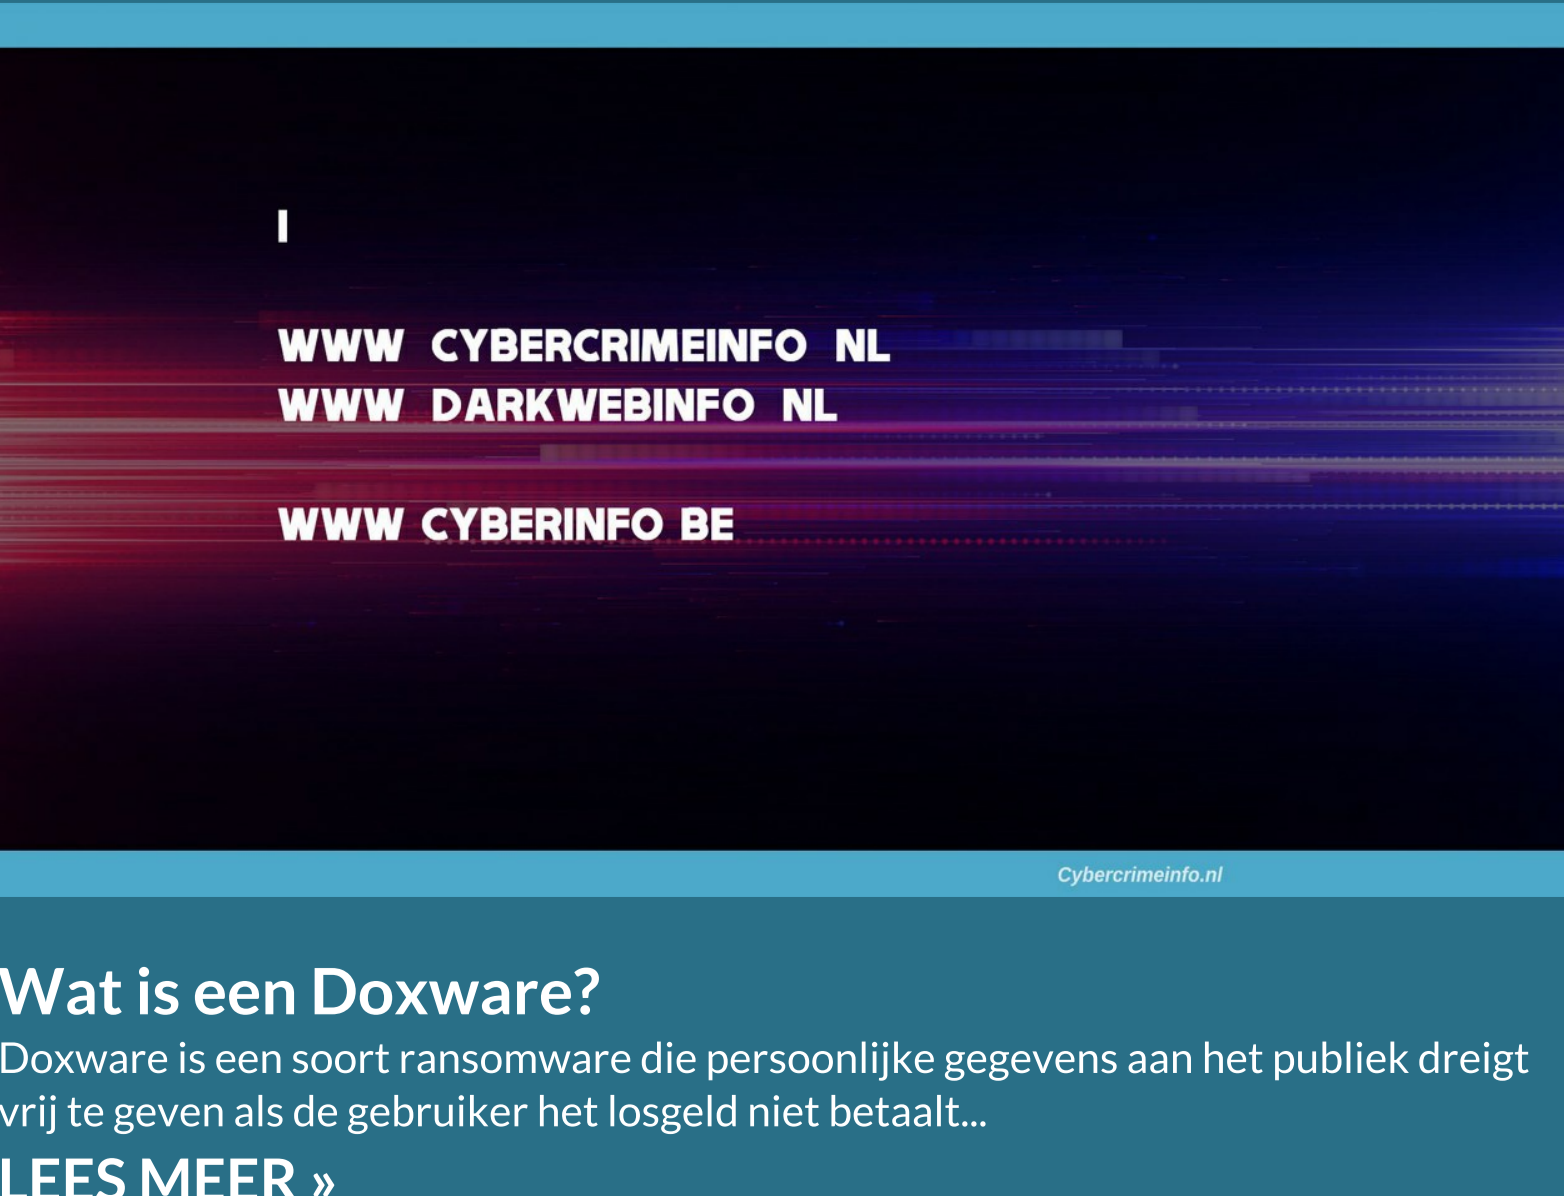 I
WWW CYBERCRIMEINFO NL
WWW DARKWEBINFO NL
WWW CYBERINFO BE
Cybercrimeinfo.nl
Wat is een Doxware?
Doxware is een soort ransomware die persoonlijke gegevens aan het publiek dreigt
vrij te geven als de gebruiker het losgeld niet betaalt...
LEES MEER »